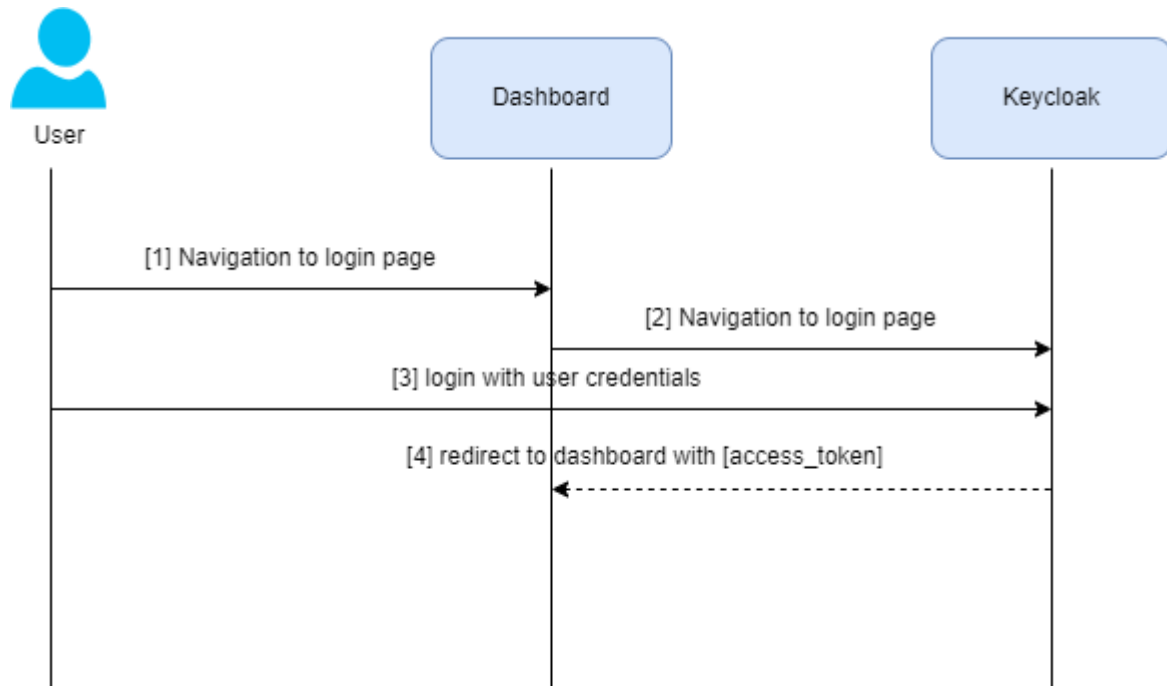 User
Dashboard
Keycloak
[1] Navigation to login page
[2] Navigation to login page
[3] login with user credentials
[4] redirect to dashboard with [access_token]